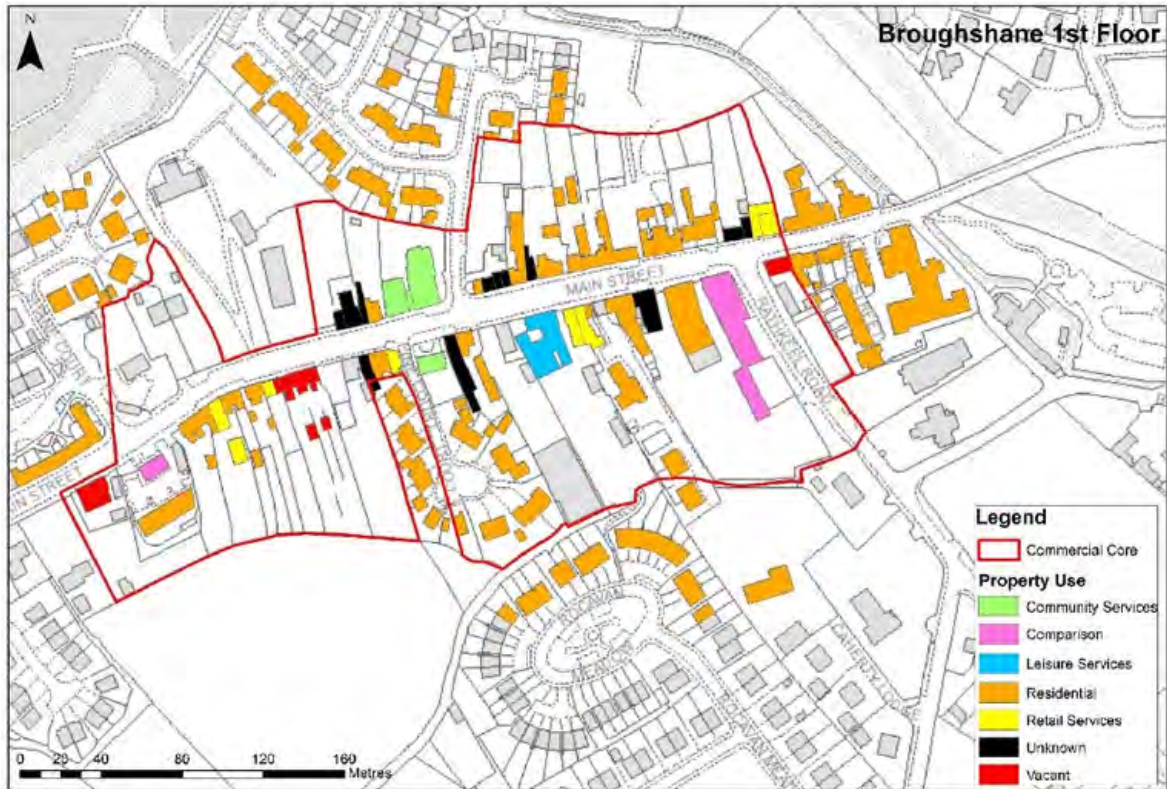 N
Broughshane 1st Floor
MAIN STREET
ROCAVAN
Legend
Commercial Core
Property Use
Community Services
Comparison
Leisure Services
Residential
Retail Services
Unknown
Vacant
0 20 40 80 120 160
Metres